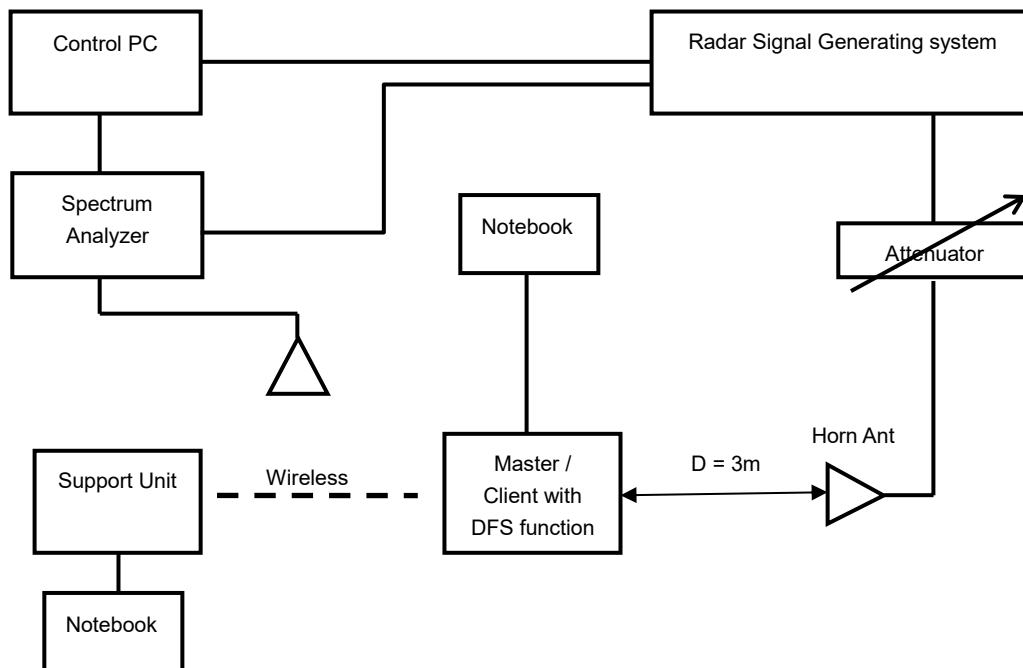 Control PC
Radar Signal Generating system
Spectrum
Analyzer
Notebook
Attenuator
Horn Ant
D = 3m
Master /
Client with
DFS function
Support Unit
Wireless
Notebook